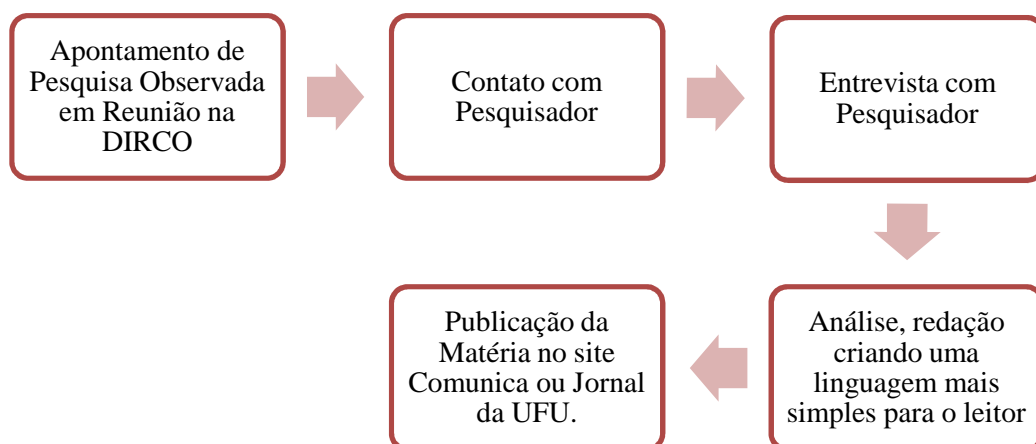 Apontamento de
Pesquisa Observada
em Reunião na
DIRCO
Contato com
Pesquisador
Entrevista com
Pesquisador
Análise, redação
criando uma
linguagem mais
simples para o leitor
Publicação da
Matéria no site
Comunica ou Jornal
da UFU.